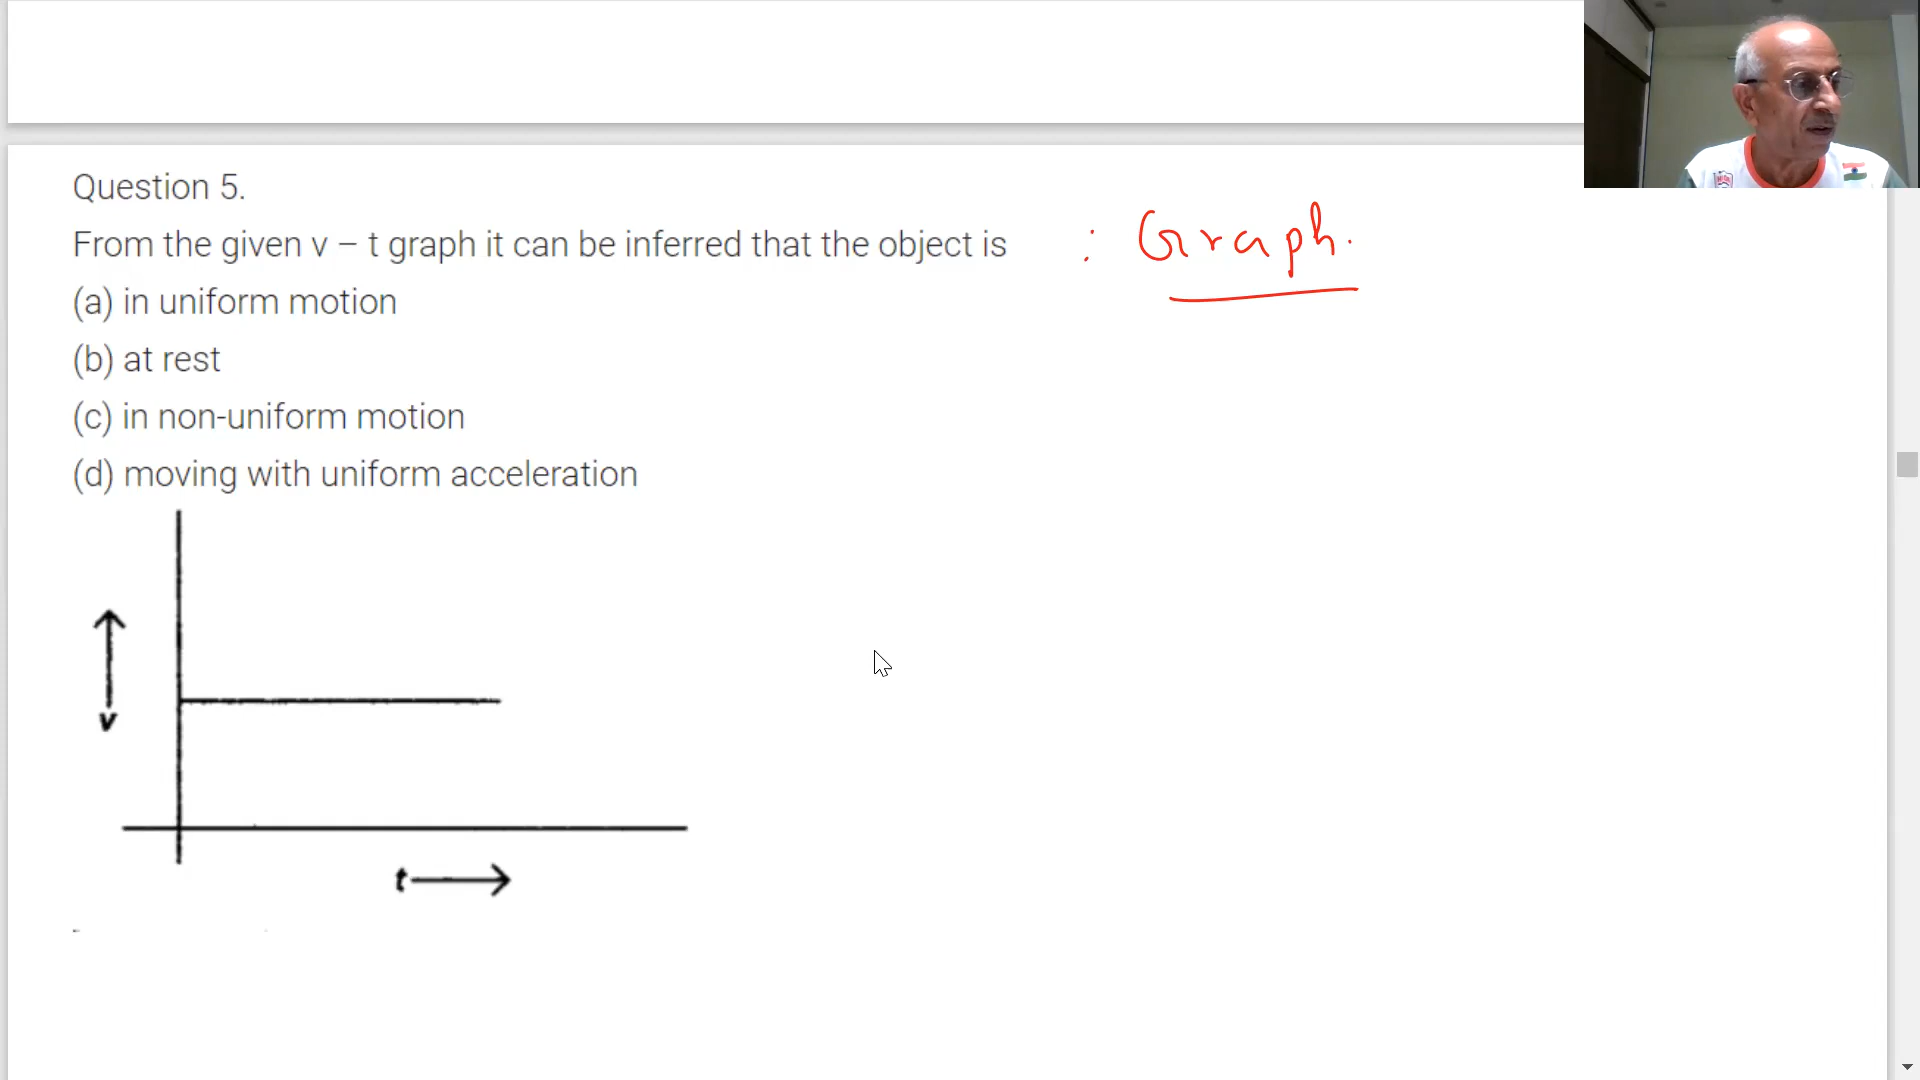 Question 5.
From the given v – t graph it can be inferred that the object is : Graph.
(a) in uniform motion
(b) at rest
(c) in non-uniform motion
(d) moving with uniform acceleration
v
t